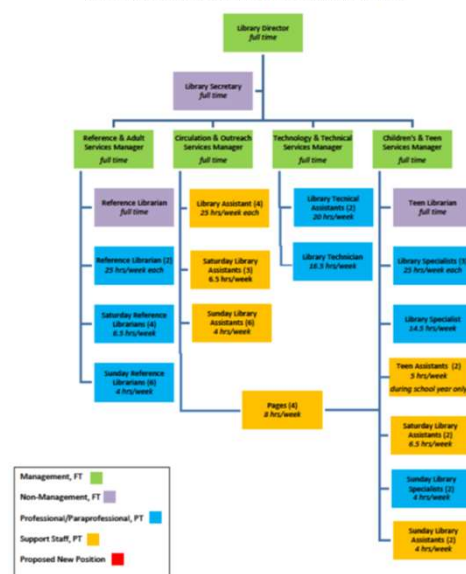 Library Director
full time
Library Secretary
full time
Reference & Adult
Services Manager
full time
Circulation & Outreach
Services Manager
full time
Technology & Technical
Services Manager
full time
Children's & Teen
Services Manager
full time
Reference Librarian
full time
Reference Librarian (2)
25 hrs/week each
Saturday Reference
Librarians (4)
6.5 hrs/week
Sunday Reference
Librarians (6)
4 hrs/week
Library Assistant (4)
25 hrs/week each
Saturday Library
Assistants (3)
6.5 hrs/week
Sunday Library
Assistants (6)
4 hrs/week
Library Tecnical
Assistants (2)
20 hrs/week
Library Technician
18.5 hrs/week
Pages (4)
8 hrs/week
Teen Librarian
full time
Library Specialists (3)
25 hrs/week each
Library Specialist
14.5 hrs/week
Teen Assistants (2)
5 hrs/week
during school year only
Saturday Library
Assistants (2)
6.5 hrs/week
Sunday Library
Specialists (2)
4 hrs/week
Sunday Library
Assistants (2)
4 hrs/week
Management, FT
Non-Management, FT
Professional/Paraprofessional, PT
Support Staff, PT
Proposed New Position